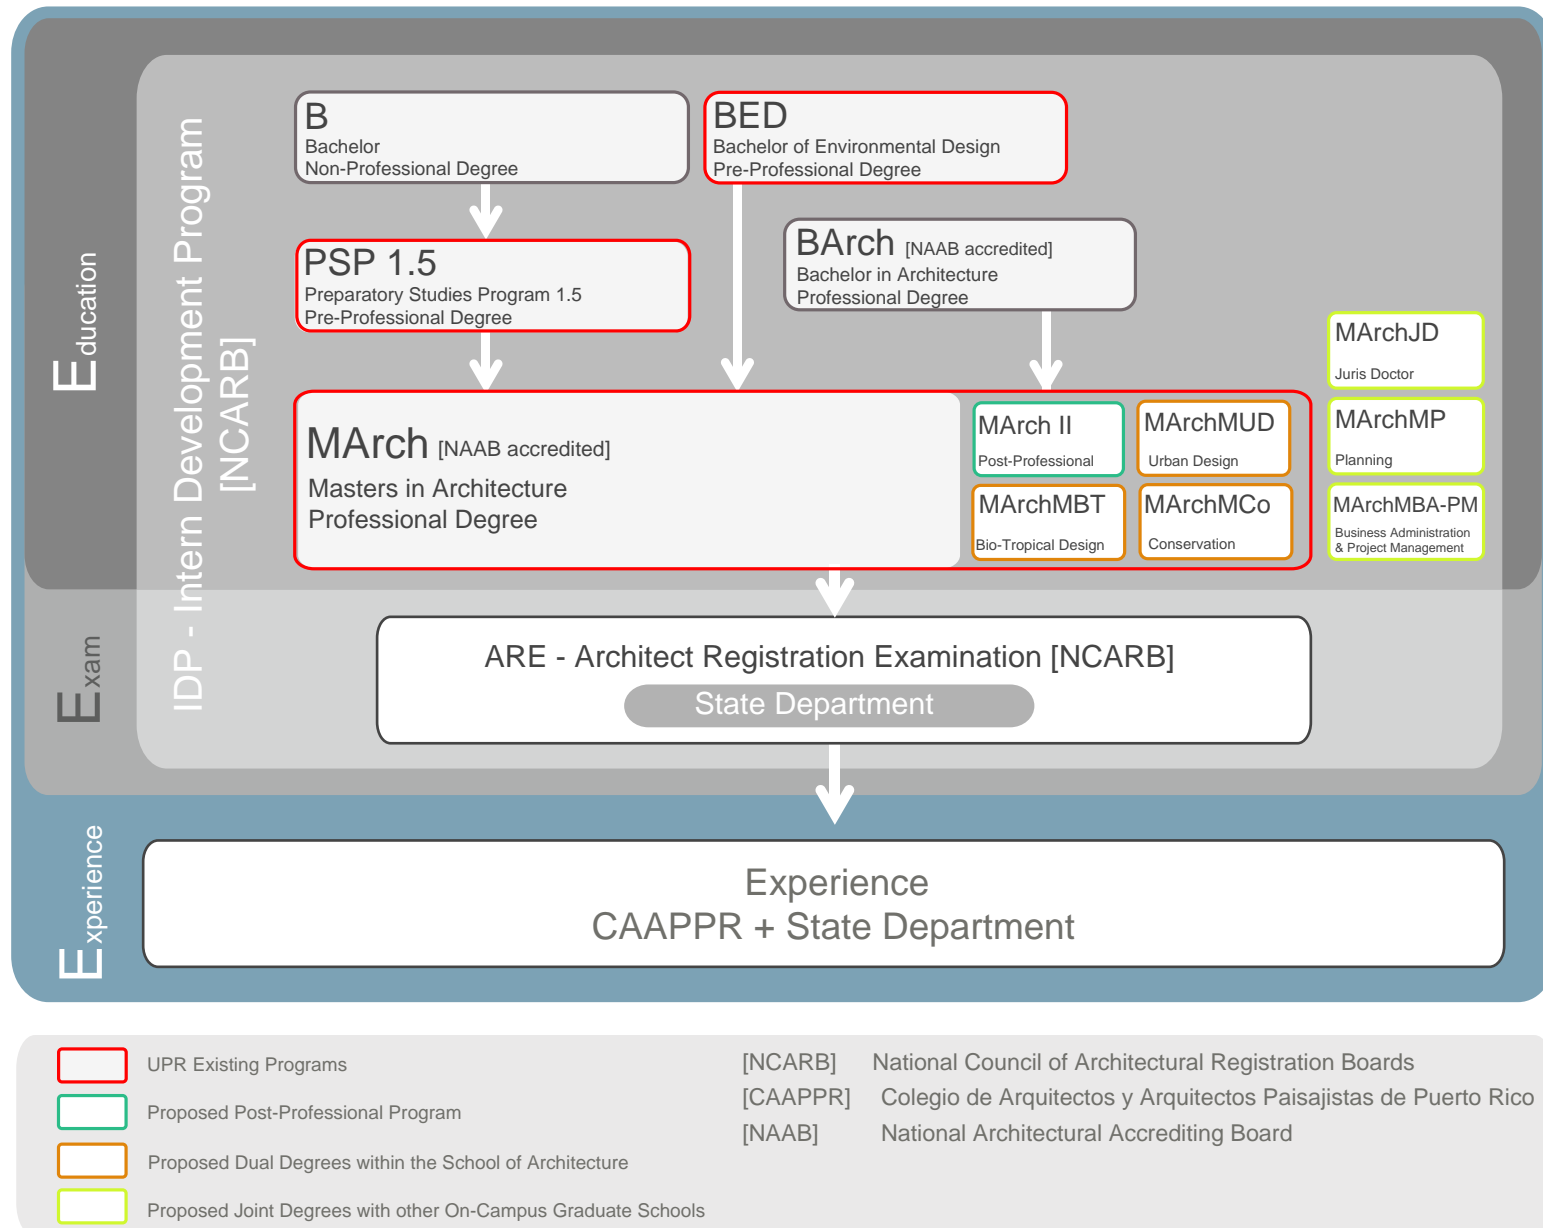 Education
Exam
Experience
IDP - Intern Development Program
[NCARB]
B
Bachelor
Non-Professional Degree
BED
Bachelor of Environmental Design
Pre-Professional Degree
PSP 1.5
Preparatory Studies Program 1.5
Pre-Professional Degree
BArch [NAAB accredited]
Bachelor in Architecture
Professional Degree
MArch [NAAB accredited]
Masters in Architecture
Professional Degree
MArch II
Post-Professional
MArchMUD
Urban Design
MArchMBT
Bio-Tropical Design
MArchMCo
Conservation
MArchJD
Juris Doctor
MArchMP
Planning
MArchMBA-PM
Business Administration
& Project Management
ARE - Architect Registration Examination [NCARB]
State Department
Experience
CAAPPR + State Department
UPR Existing Programs
Proposed Post-Professional Program
Proposed Dual Degrees within the School of Architecture
Proposed Joint Degrees with other On-Campus Graduate Schools
[NCARB] National Council of Architectural Registration Boards
[CAAPPR] Colegio de Arquitectos y Arquitectos Paisajistas de Puerto Rico
[NAAB] National Architectural Accrediting Board